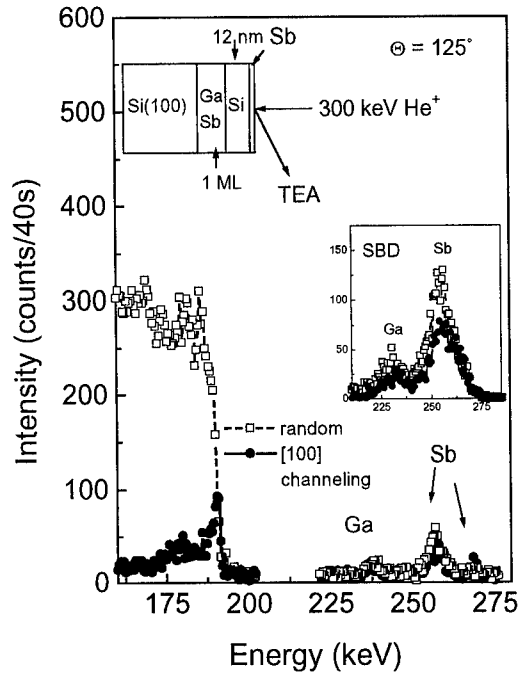 600
500
400
300
200
100
0
Intensity (counts/40s)
12 nm Sb
Θ = 125°
Si(100)
Ga
Sb
Si
300 keV He+
1 ML
TEA
150
100
50
0
SBD
Sb
Ga
225
250
275
random
[100]
channeling
Ga
Sb
175
200
225
250
275
Energy (keV)